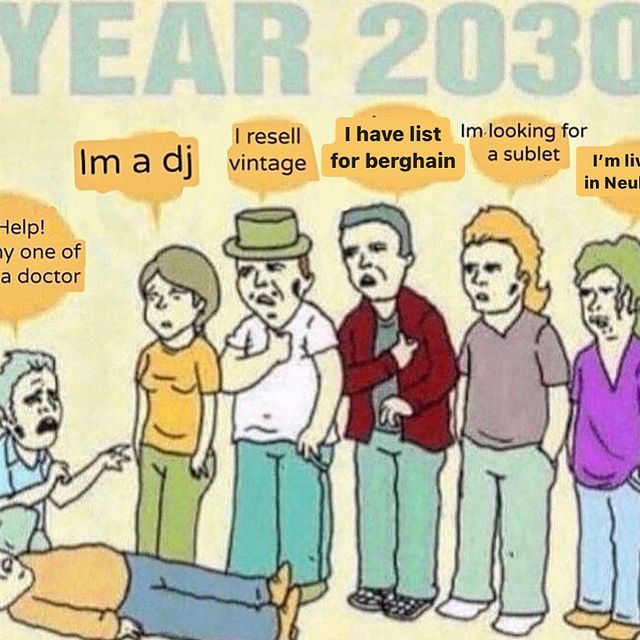 YEAR 2030
Im a dj
I resell
vintage
I have list
for berghain
Im looking for
a sublet
I'm liv
in Neu
Help!
ny one of
a doctor